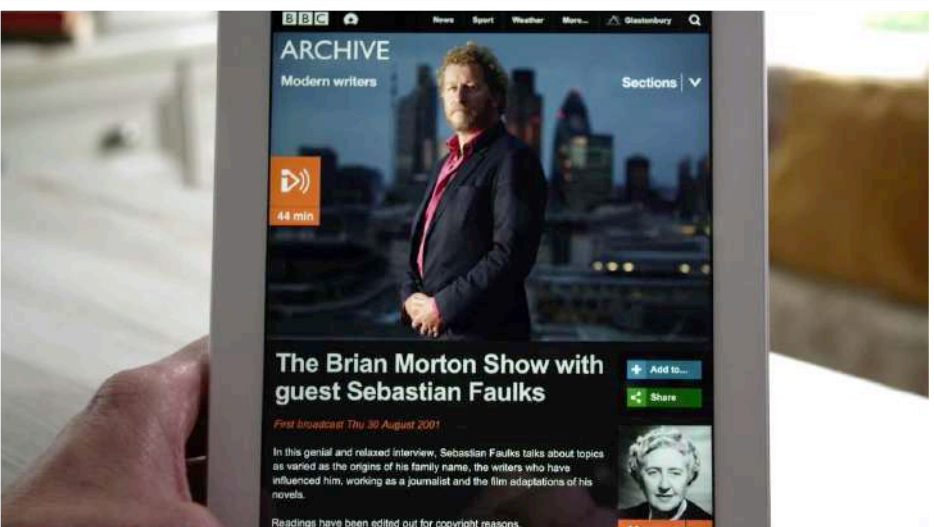 BBC News Sport Weather More... Glastonbury
ARCHIVE
Modern writers
Sections
44 min
The Brian Morton Show with
guest Sebastian Faulks
Add to...
Share
First broadcast Thu 30 August 2001
In this genial and relaxed interview, Sebastian Faulks talks about topics
as varied as the origins of his family name, the writers who have
influenced him, working as a journalist and the film adaptations of his
novels.
Readings have been edited out for copyright reasons.